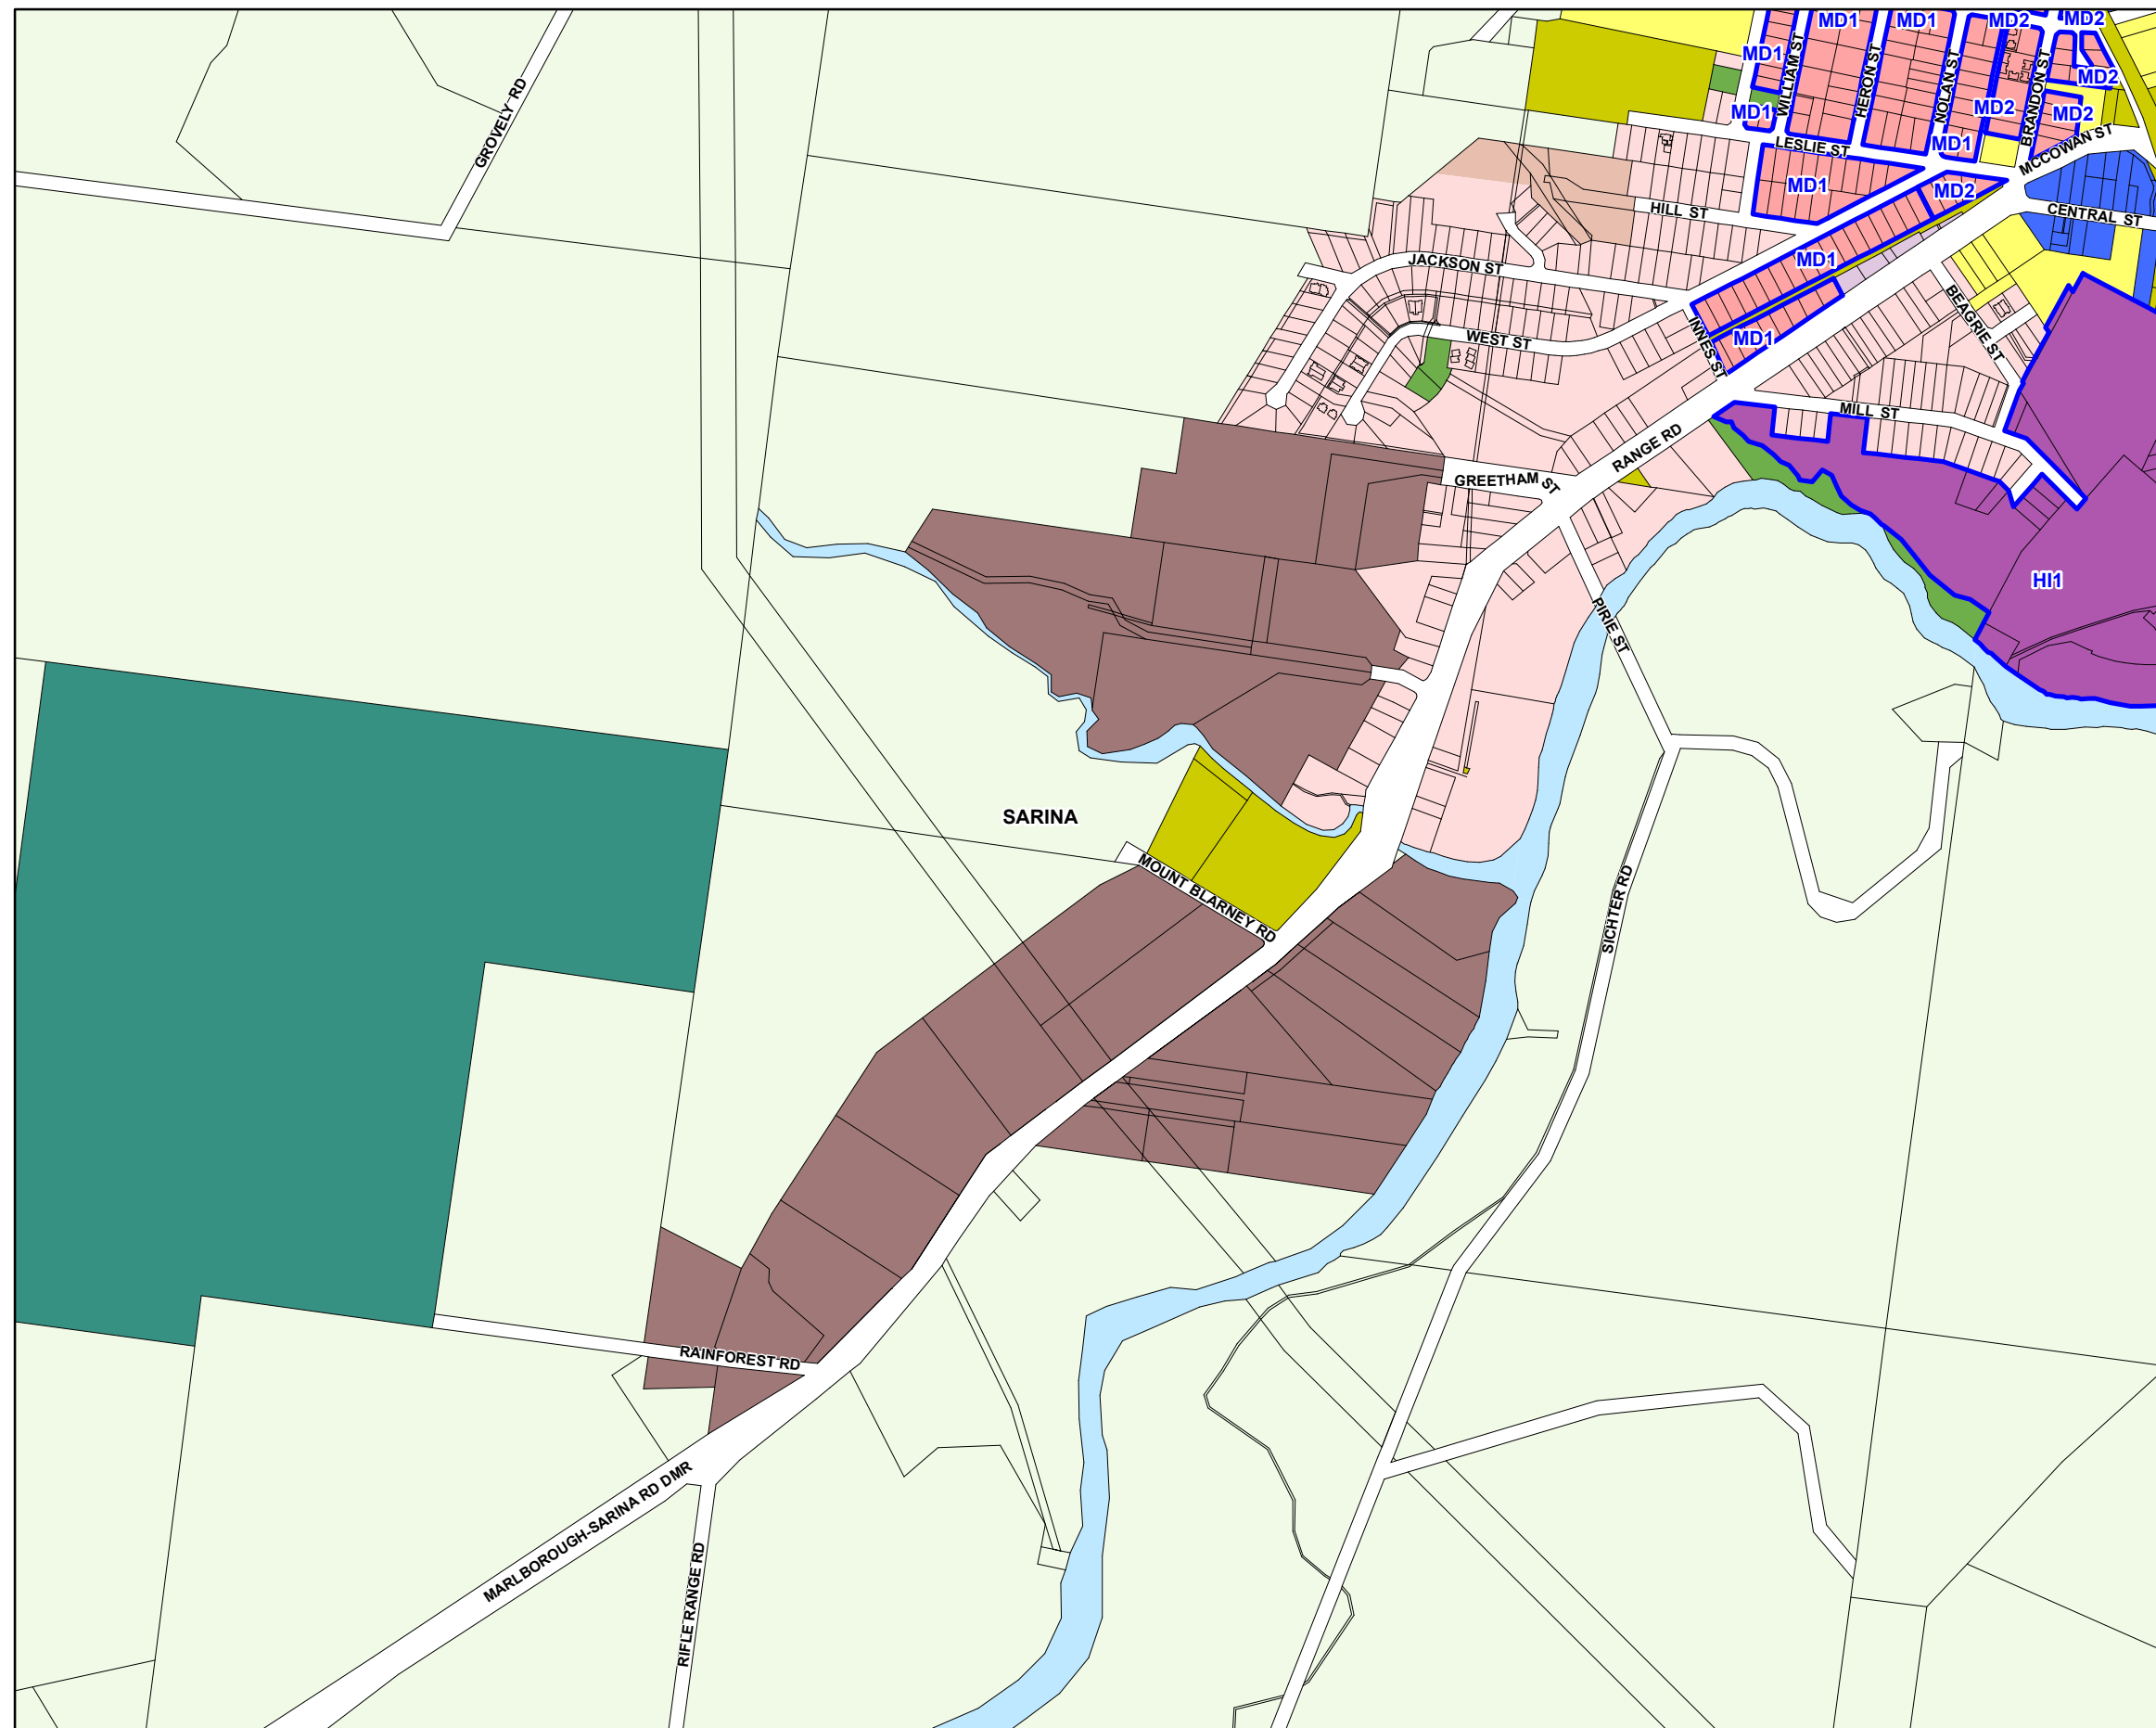 MD1
MD1
MD2
MD2
MD1
WILLIAM ST
HERON ST
NOLAN ST
BRANDON ST
MD2
MD1
MD2
MD2
GROVELY RD
LESLIE ST
MD1
MCCOWAN ST
MD1
MD2
HILL ST
CENTRAL ST
JACKSON ST
MD1
BEAGRIE ST
WEST ST
INNES ST
MD1
MILL ST
RANGE RD
GREETHAM ST
HI1
PIRIE ST
SARINA
MOUNT BLARNEY RD
SICHTER RD
RAINFOREST RD
MARLBOROUGH-SARINA RD DMR
RIFLE RANGE RD